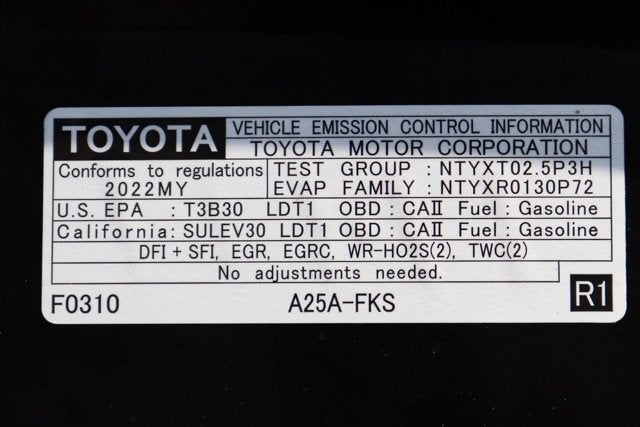 TOYOTA VEHICLE EMISSION CONTROL INFORMATION
TOYOTA MOTOR CORPORATION
Conforms to regulations TEST GROUP : NTYXT02.5P3H
2022MY EVAP FAMILY : NTYXR0130P72
U.S. EPA : T3B30 LDT1 OBD : CAII Fuel : Gasoline
California: SULEV30 LDT1 OBD : CAII Fuel : Gasoline
DFI + SFI, EGR, EGRC, WR-HO2S(2), TWC(2)
No adjustments needed.
F0310 A25A-FKS R1